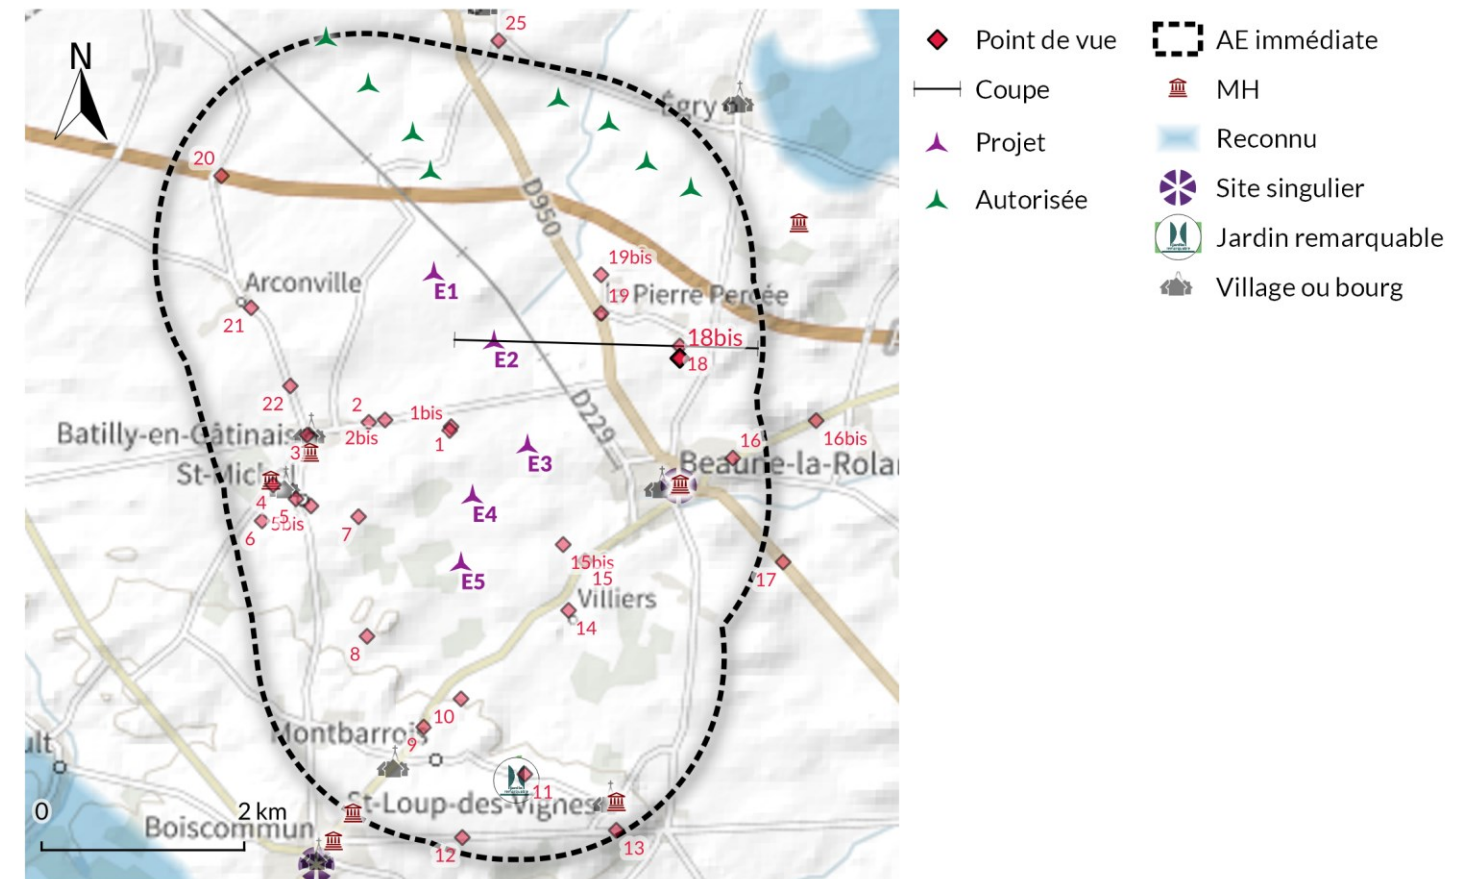 N
25
Égry
20
D950
19bis
Arconville
E1
19
Pierre Percée
21
18bis
E2
18
22
2
1bis
D229
Batilly-en-Gâtinais
2bis
1
16
16bis
3
E3
Beaune-la-Rola
St-Mich
4
5
5bis
E4
6
7
15bis
E5
15
17
Villiers
14
8
10
Montbarrois
9
ult
11
0
2 km
St-Loup-des-Vignes
Boiscommun
12
13
Point de vue
Coupe
Projet
Autorisée
AE immédiate
MH
Reconnu
Site singulier
Jardin remarquable
Village ou bourg